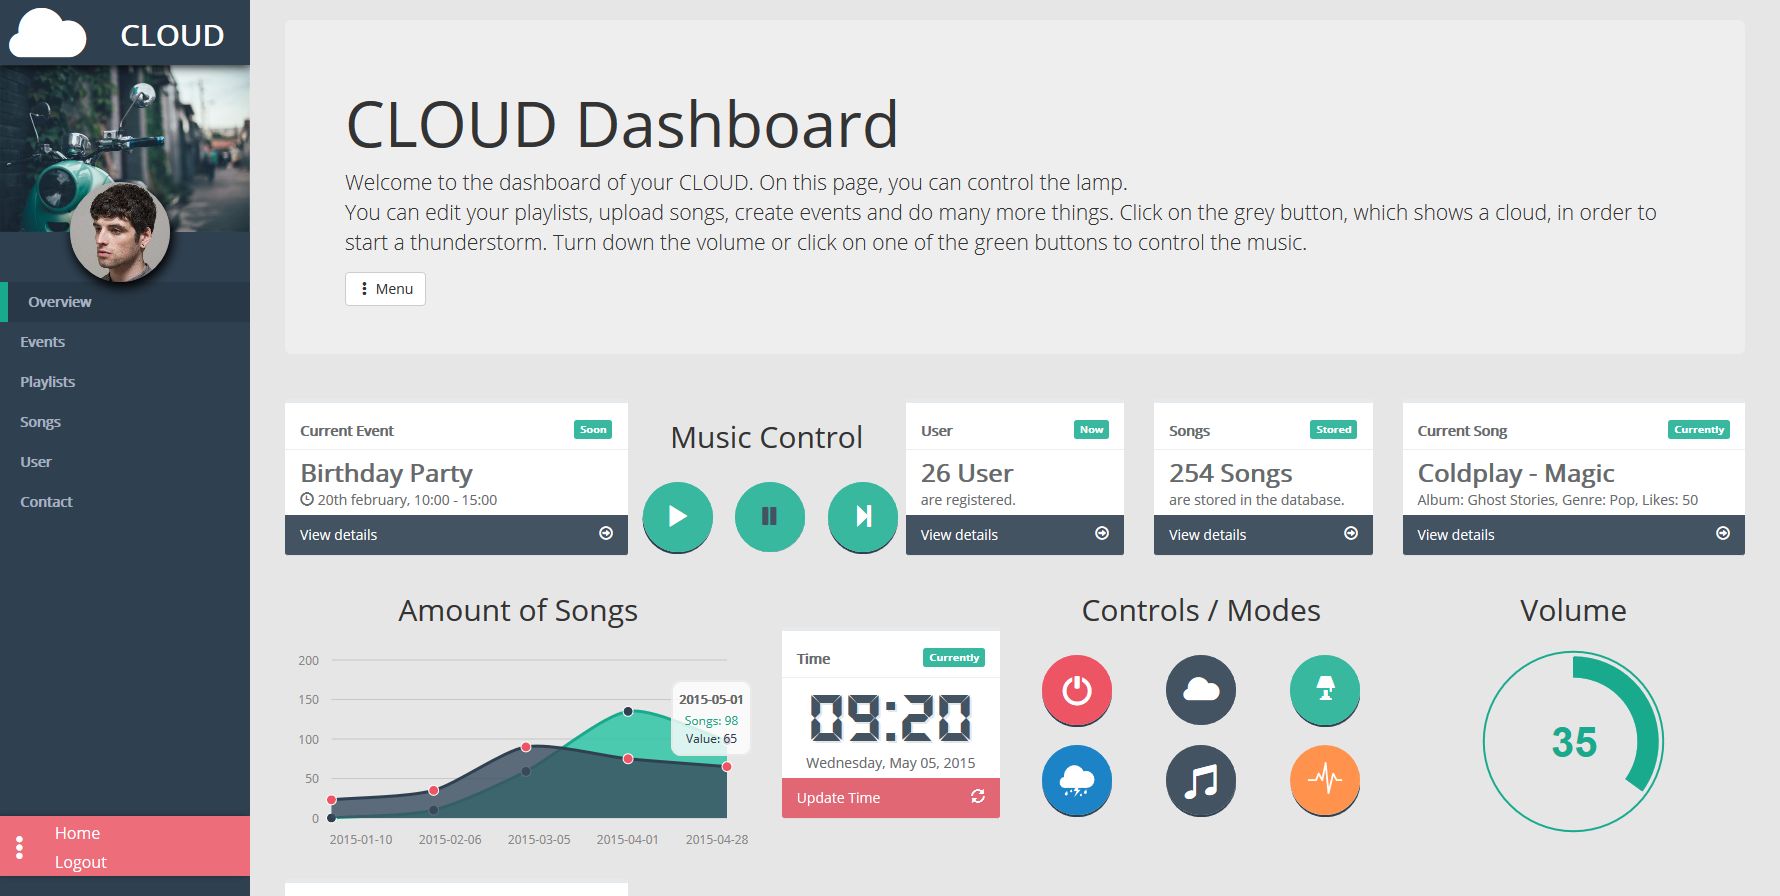 CLOUD
Overview
Events
Playlists
Songs
User
Contact
Home
Logout
CLOUD Dashboard
Welcome to the dashboard of your CLOUD. On this page, you can control the lamp.
You can edit your playlists, upload songs, create events and do many more things. Click on the grey button, which shows a cloud, in order to
start a thunderstorm. Turn down the volume or click on one of the green buttons to control the music.
Menu
Current Event Soon
Birthday Party
20th february, 10:00 - 15:00
View details
Music Control
User Now
26 User
are registered.
View details
Songs Stored
254 Songs
are stored in the database.
View details
Current Song Currently
Coldplay - Magic
Album: Ghost Stories, Genre: Pop, Likes: 50
View details
Amount of Songs
200
150
100
50
0
2015-01-10 2015-02-06 2015-03-05 2015-04-01 2015-04-28
2015-05-01
Songs: 98
Value: 65
Time Currently
09:20
Wednesday, May 05, 2015
Update Time
Controls / Modes
Volume
35